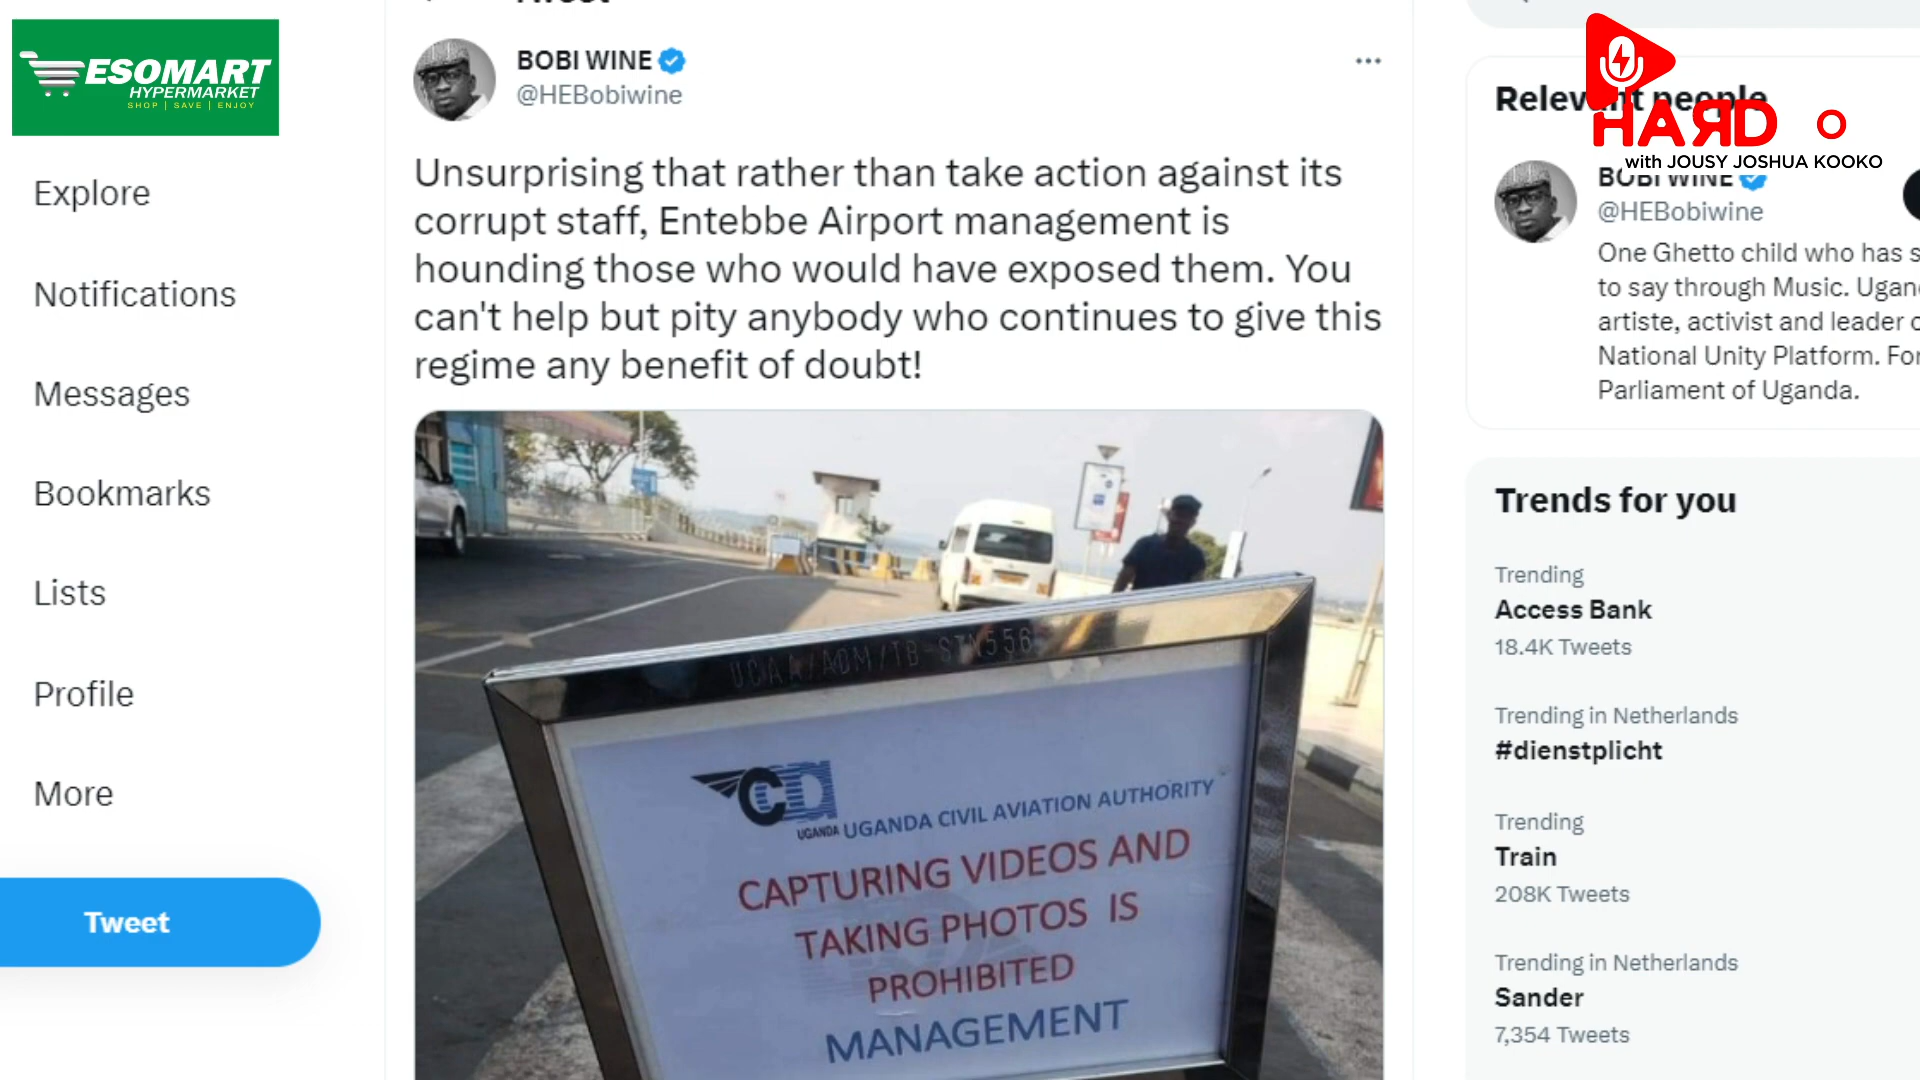 ESOMART
HYPERMARKET
SHOP | SAVE | ENJOY
Explore
Notifications
Messages
Bookmarks
Lists
Profile
More
Tweet
BOBI WINE
@HEBobiwine
Unsurprising that rather than take action against its
corrupt staff, Entebbe Airport management is
hounding those who would have exposed them. You
can't help but pity anybody who continues to give this
regime any benefit of doubt!
UCAA/ADM/TB-STN556
UGANDA UGANDA CIVIL AVIATION AUTHORITY
CAPTURING VIDEOS AND
TAKING PHOTOS IS
PROHIBITED
MANAGEMENT
HARD O
with JOUSY JOSHUA KOOKO
Relevant people
BOBI WINE
@HEBobiwine
One Ghetto child who has
to say through Music.
artiste, activist and leader
National Unity Platform.
Parliament of Uganda.
Trends for you
Trending
Access Bank
18.4K Tweets
Trending in Netherlands
#dienstplicht
Trending
Train
208K Tweets
Trending in Netherlands
Sander
7,354 Tweets